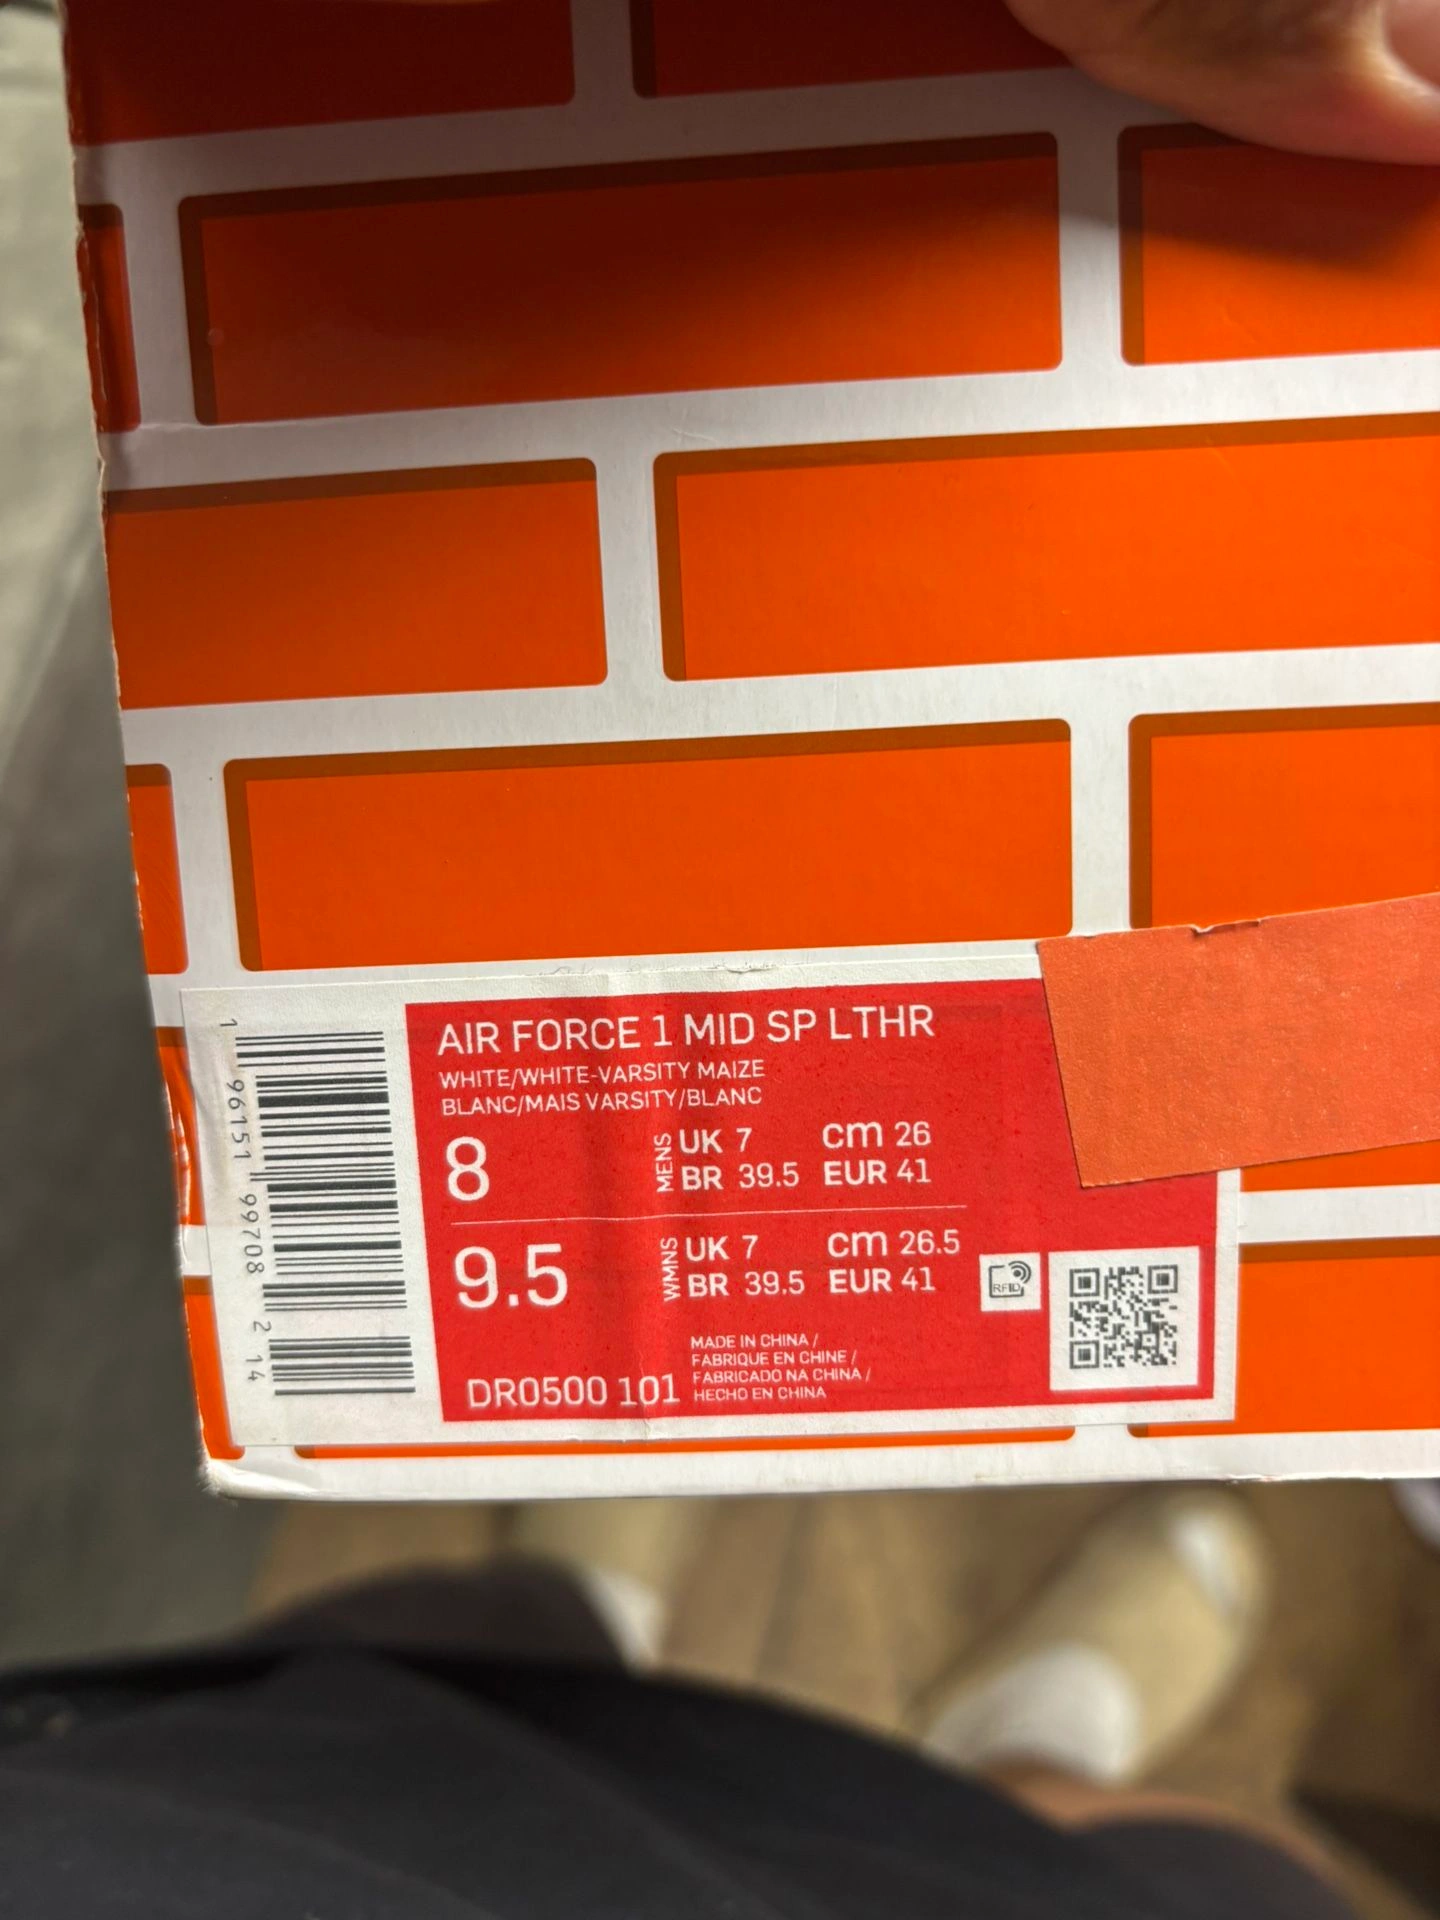 AIR FORCE 1 MID SP LTHR
WHITE/WHITE-VARSITY MAIZE
BLANC/MAIS VARSITY/BLANC
8
MENS
UK 7 cm 26
BR 39.5 EUR 41
9.5
WMNS
UK 7 cm 26.5
BR 39.5 EUR 41
RFID
DR0500 101
MADE IN CHINA /
FABRIQUE EN CHINE /
FABRICADO NA CHINA /
HECHO EN CHINA
1 96151 99708 2 14